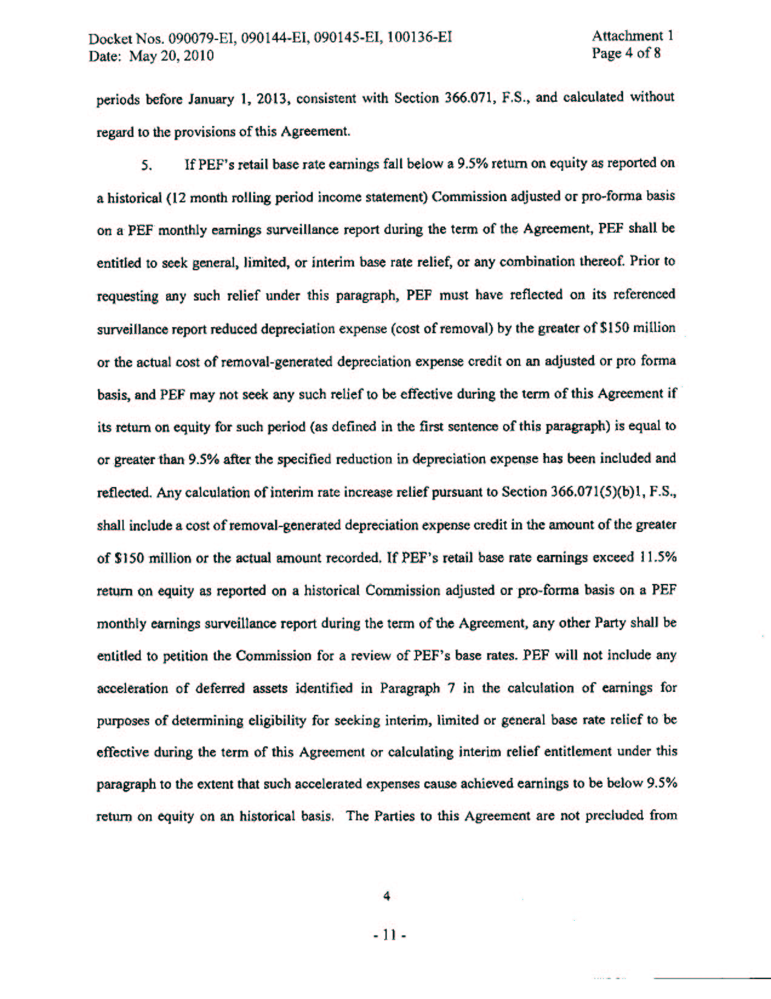 Docket Nos. 090079-EI, 090144-EI, 090145-EI, 100136-EI
Attachment 1
Date: May 20, 2010
Page 4 of 8
periods before January 1, 2013, consistent with Section 366.071, F.S., and calculated without
regard to the provisions of this Agreement.
5. If PEF's retail base rate earnings fall below a 9.5% return on equity as reported on
a historical (12 month rolling period income statement) Commission adjusted or pro-forma basis
on a PEF monthly earnings surveillance report during the term of the Agreement, PEF shall be
entitled to seek general, limited, or interim base rate relief, or any combination thereof. Prior to
requesting any such relief under this paragraph, PEF must have reflected on its referenced
surveillance report reduced depreciation expense (cost of removal) by the greater of $150 million
or the actual cost of removal-generated depreciation expense credit on an adjusted or pro forma
basis, and PEF may not seek any such relief to be effective during the term of this Agreement if
its return on equity for such period (as defined in the first sentence of this paragraph) is equal to
or greater than 9.5% after the specified reduction in depreciation expense has been included and
reflected. Any calculation of interim rate increase relief pursuant to Section 366.071(5)(b)1, F.S.,
shall include a cost of removal-generated depreciation expense credit in the amount of the greater
of $150 million or the actual amount recorded. If PEF's retail base rate earnings exceed 11.5%
return on equity as reported on a historical Commission adjusted or pro-forma basis on a PEF
monthly earnings surveillance report during the term of the Agreement, any other Party shall be
entitled to petition the Commission for a review of PEF's base rates. PEF will not include any
acceleration of deferred assets identified in Paragraph 7 in the calculation of earnings for
purposes of determining eligibility for seeking interim, limited or general base rate relief to be
effective during the term of this Agreement or calculating interim relief entitlement under this
paragraph to the extent that such accelerated expenses cause achieved earnings to be below 9.5%
return on equity on an historical basis. The Parties to this Agreement are not precluded from
4
- 11 -